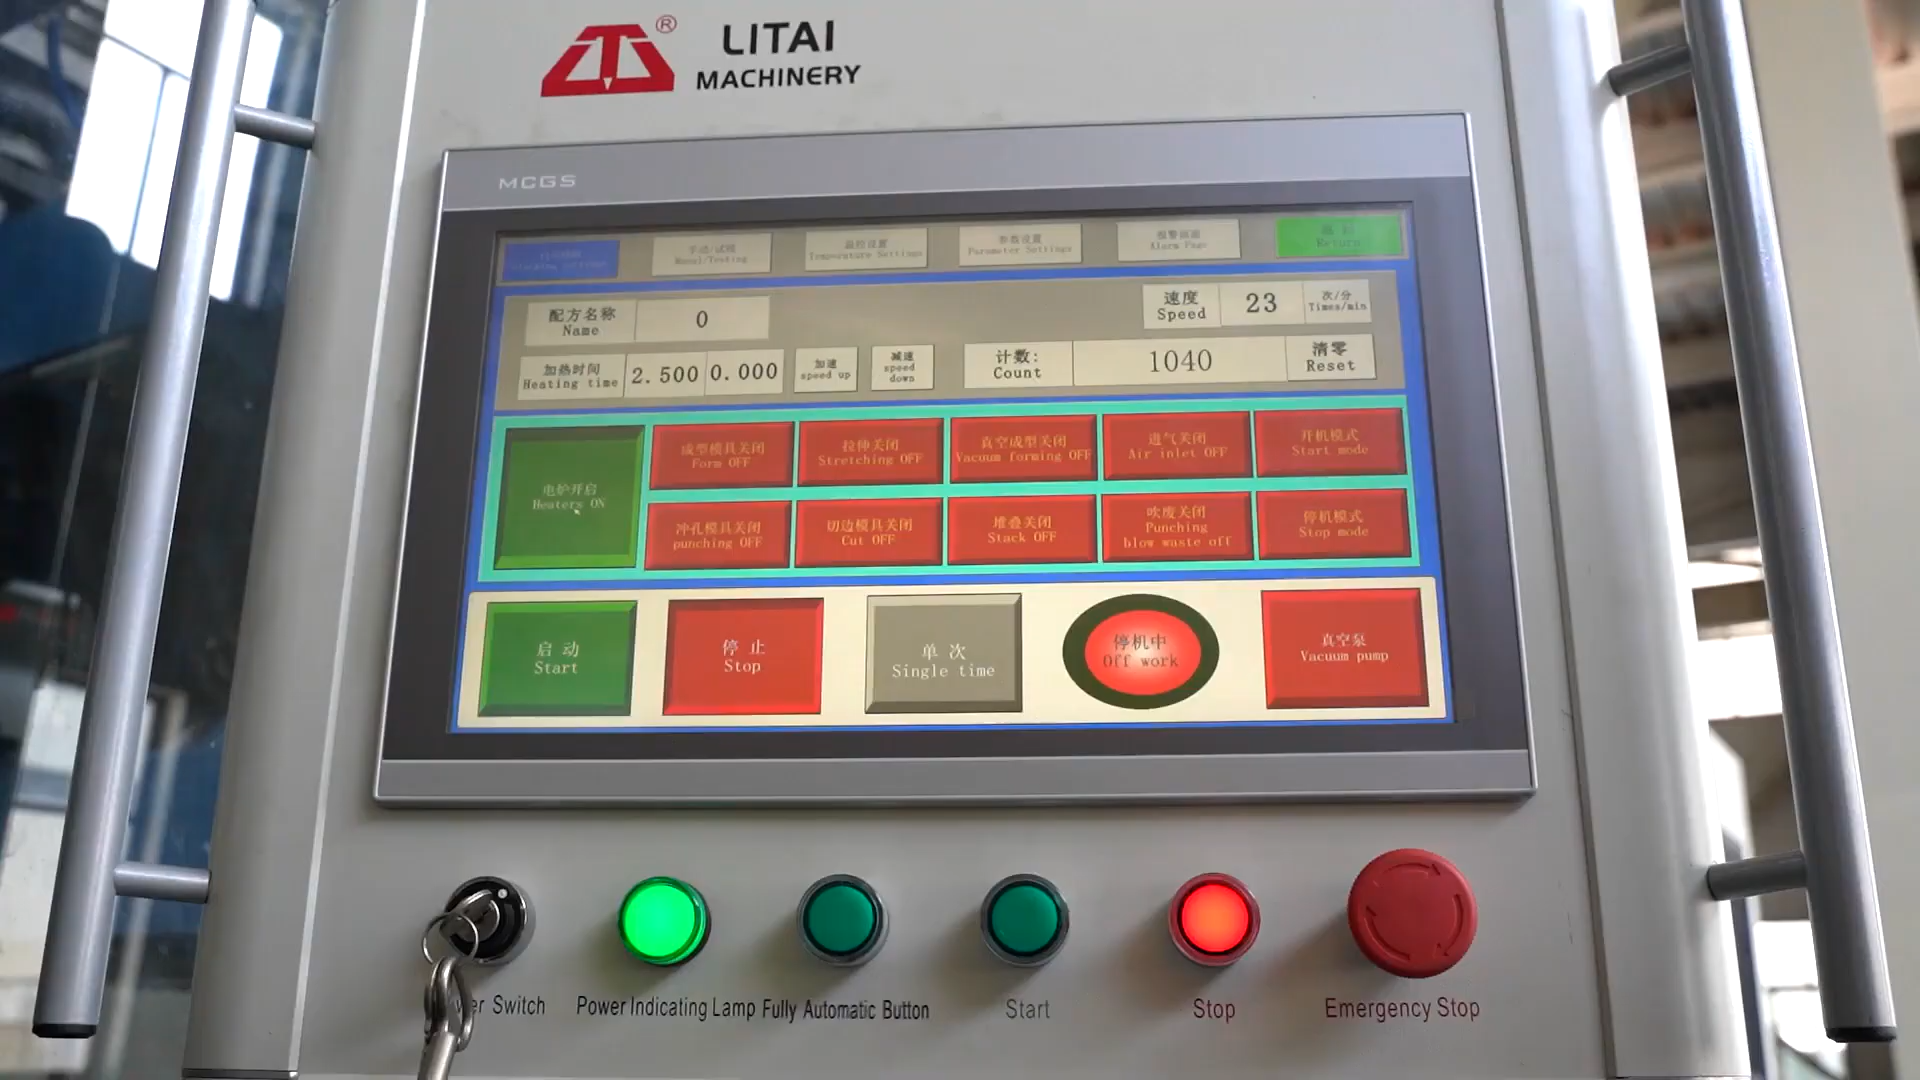 ®
LITAI
MACHINERY
MCGS
手动/试机
Manul/Testing
温控设置
Temperature Settings
参数设置
Parameter Settings
报警画面
Alarm Page
返 回
Return
配方名称
Name
0
速度
Speed
23
次/分
Times/min
加热时间
Heating time
2.500
0.000
加速
speed up
减速
speed
down
计数:
Count
1040
清零
Reset
电炉开启
Heaters ON
成型模具关闭
Form OFF
拉伸关闭
Stretching OFF
真空成型关闭
Vacuum forming OFF
进气关闭
Air inlet OFF
开机模式
Start mode
冲孔模具关闭
punching OFF
切边模具关闭
Cut OFF
堆叠关闭
Stack OFF
吹废关闭
Punching
blow waste off
停机模式
Stop mode
启 动
Start
停 止
Stop
单 次
Single time
停机中
Off work
真空泵
Vacuum pump
Switch
Power Indicating Lamp
Fully Automatic Button
Start
Stop
Emergency Stop